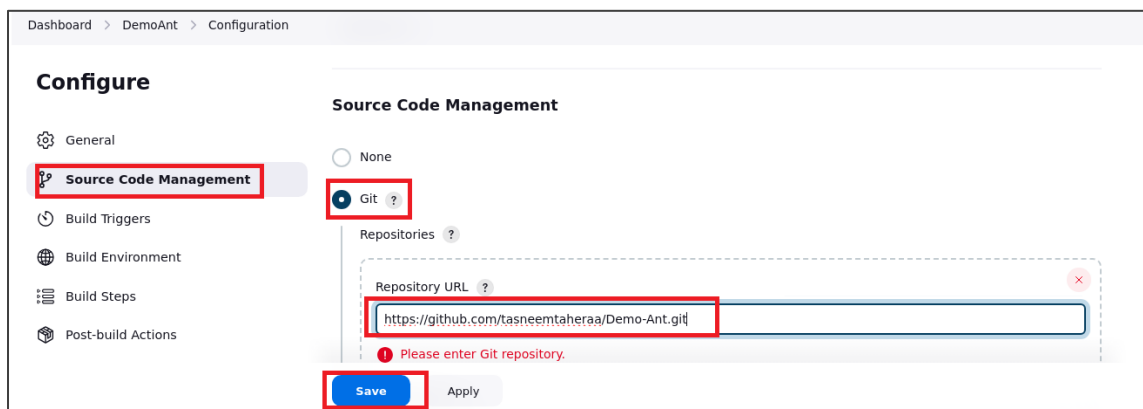 Dashboard > DemoAnt > Configuration
Configure
General
Source Code Management
Build Triggers
Build Environment
Build Steps
Post-build Actions
Source Code Management
None
Git ?
Repositories ?
Repository URL ?
https://github.com/tasneemtaheraa/Demo-Ant.git
Please enter Git repository.
Save Apply